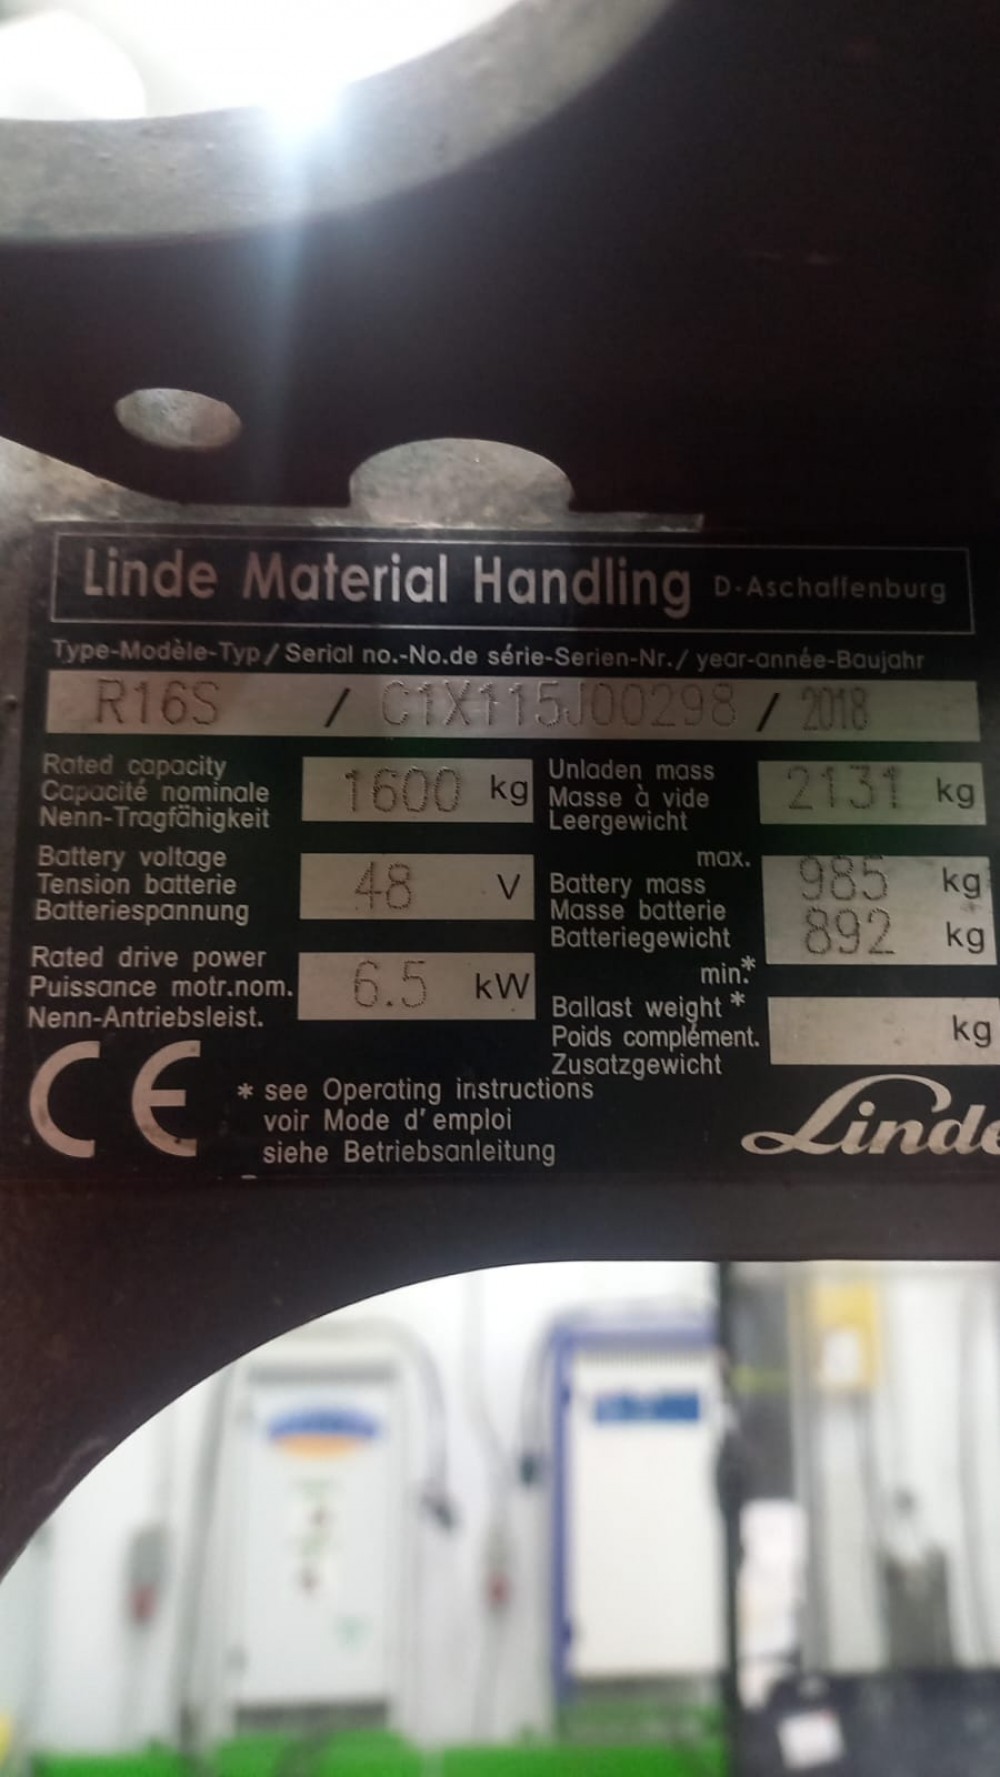 Linde Material Handling D-Aschaffenburg
Type-Modèle-Typ / Serial no.-No.de série-Serien-Nr. / year-année-Baujahr
R16S / C1X115J00298 / 2018
Rated capacity
Capacité nominale
Nenn-Tragfähigkeit
1600 kg
Unladen mass
Masse à vide
Leergewicht
2131 kg
Battery voltage
Tension batterie
Batteriespannung
48 V
max.
Battery mass
Masse batterie
Batteriegewicht
min.*
985 kg
892 kg
Rated drive power
Puissance motr.nom.
Nenn-Antriebsleist.
6.5 kW
Ballast weight *
Poids complément.
Zusatzgewicht
kg
CE
* see Operating instructions
voir Mode d'emploi
siehe Betriebsanleitung
Linde